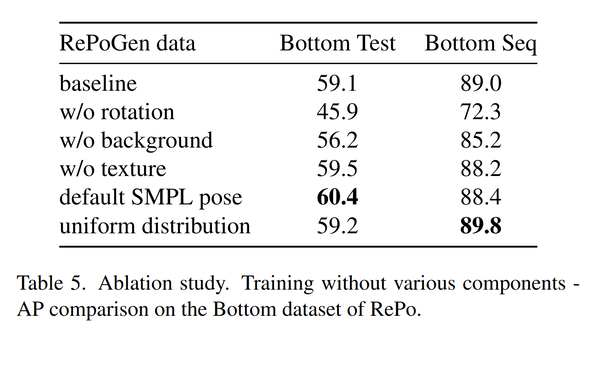 RePoGen data Bottom Test Bottom Seq
baseline 59.1 89.0
w/o rotation 45.9 72.3
w/o background 56.2 85.2
w/o texture 59.5 88.2
default SMPL pose 60.4 88.4
uniform distribution 59.2 89.8
Table 5. Ablation study. Training without various components -
AP comparison on the Bottom dataset of RePo.